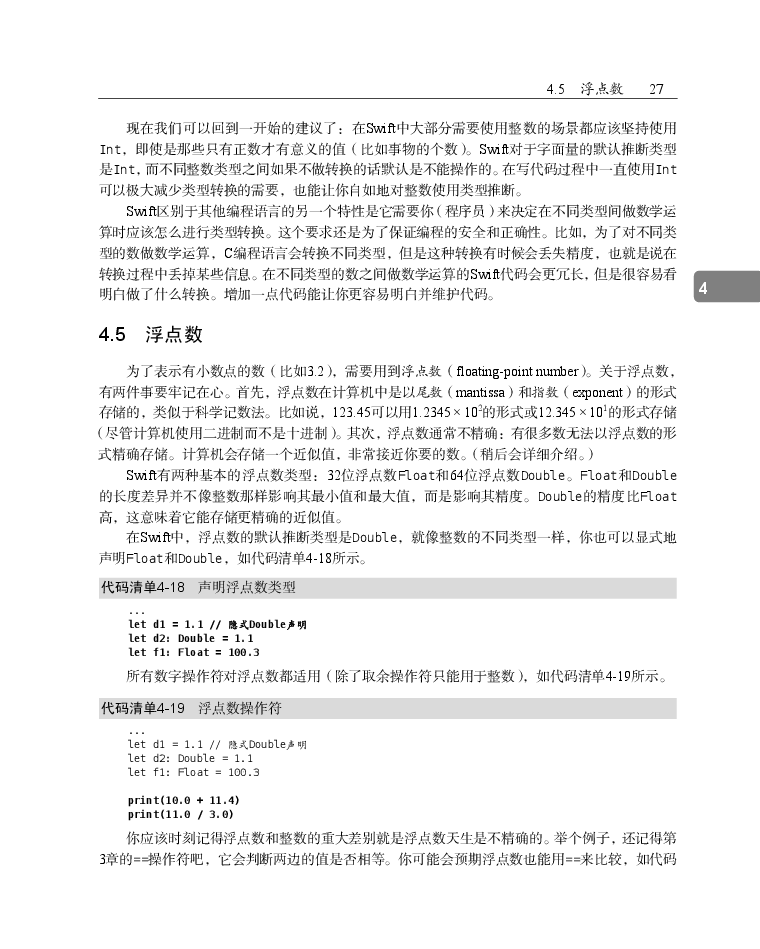 4.5 浮点数 27
现在我们可以回到一开始的建议了：在Swift中大部分需要使用整数的场景都应该坚持使用
Int，即使是那些只有正数才有意义的值（比如事物的个数）。Swift对于字面量的默认推断类型
是Int，而不同整数类型之间如果不做转换的话默认是不能操作的。在写代码过程中一直使用Int
可以极大减少类型转换的需要，也能让你自如地对整数使用类型推断。
Swift区别于其他编程语言的另一个特性是它需要你（程序员）来决定在不同类型间做数学运
算时应该怎么进行类型转换。这个要求还是为了保证编程的安全和正确性。比如，为了对不同类
型的数做数学运算，C编程语言会转换不同类型，但是这种转换有时候会丢失精度，也就是说在
转换过程中丢掉某些信息。在不同类型的数之间做数学运算的Swift代码会更冗长，但是很容易看
明白做了什么转换。增加一点代码能让你更容易明白并维护代码。
4
4.5 浮点数
为了表示有小数点的数（比如3.2），需要用到浮点数（floating-point number）。关于浮点数，
有两件事要牢记在心。首先，浮点数在计算机中是以尾数（mantissa）和指数（exponent）的形式
存储的，类似于科学记数法。比如说，123.45可以用1.2345×10²的形式或12.345×10¹的形式存储
（尽管计算机使用二进制而不是十进制）。其次，浮点数通常不精确：有很多数无法以浮点数的形
式精确存储。计算机会存储一个近似值，非常接近你要的数。（稍后会详细介绍。）
Swift有两种基本的浮点数类型：32位浮点数Float和64位浮点数Double。Float和Double
的长度差异并不像整数那样影响其最小值和最大值，而是影响其精度。Double的精度比Float
高，这意味着它能存储更精确的近似值。
在Swift中，浮点数的默认推断类型是Double，就像整数的不同类型一样，你也可以显式地
声明Float和Double，如代码清单4-18所示。
代码清单4-18 声明浮点数类型
...
let d1 = 1.1 // 隐式Double声明
let d2: Double = 1.1
let f1: Float = 100.3
所有数字操作符对浮点数都适用（除了取余操作符只能用于整数），如代码清单4-19所示。
代码清单4-19 浮点数操作符
...
let d1 = 1.1 // 隐式Double声明
let d2: Double = 1.1
let f1: Float = 100.3
print(10.0 + 11.4)
print(11.0 / 3.0)
你应该时刻记得浮点数和整数的重大差别就是浮点数天生是不精确的。举个例子，还记得第
3章的==操作符吧，它会判断两边的值是否相等。你可能会预期浮点数也能用==来比较，如代码